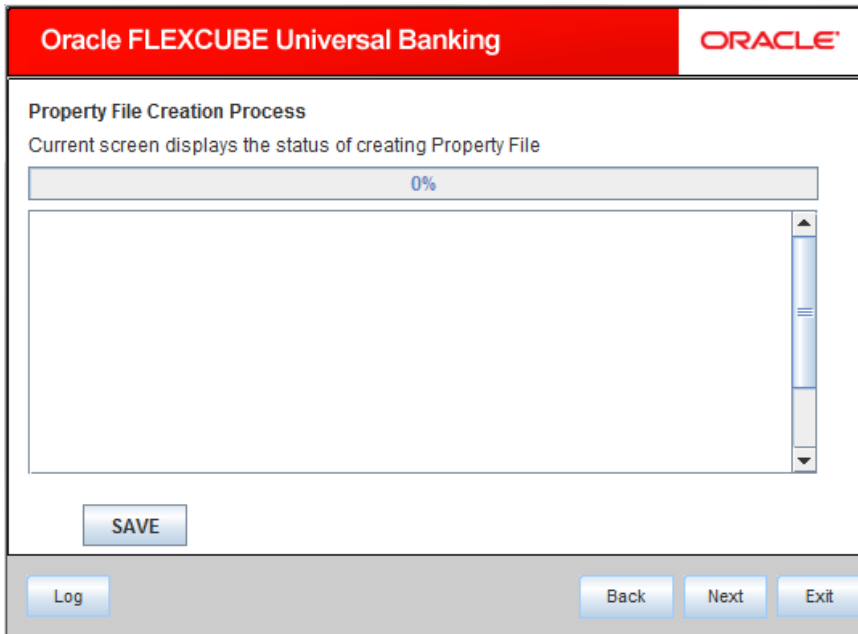 Oracle FLEXCUBE Universal Banking
ORACLE
Property File Creation Process
Current screen displays the status of creating Property File
0%
SAVE
Log Back Next Exit